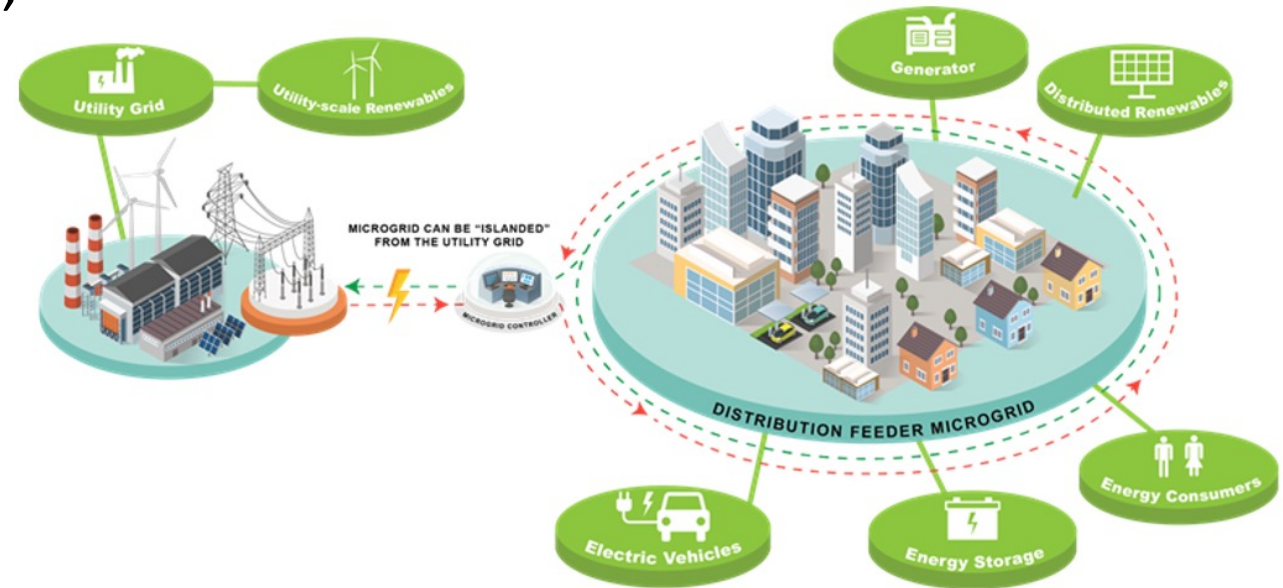 )
Utility Grid
Utility-scale Renewables
Generator
Distributed Renewables
MICROGRID CAN BE “ISLANDED”
FROM THE UTILITY GRID
MICROGRID CONTROLLER
DISTRIBUTION FEEDER MICROGRID
Electric Vehicles
Energy Storage
Energy Consumers